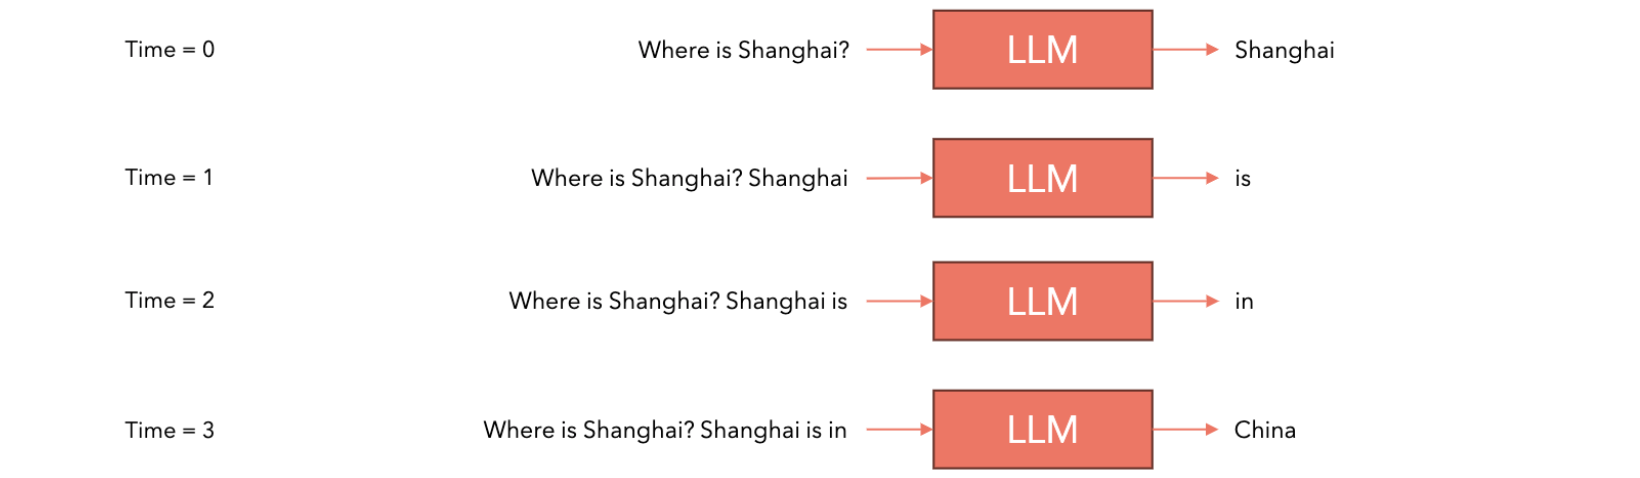 Time = 0 Where is Shanghai? LLM Shanghai
Time = 1 Where is Shanghai? Shanghai LLM is
Time = 2 Where is Shanghai? Shanghai is LLM in
Time = 3 Where is Shanghai? Shanghai is in LLM China